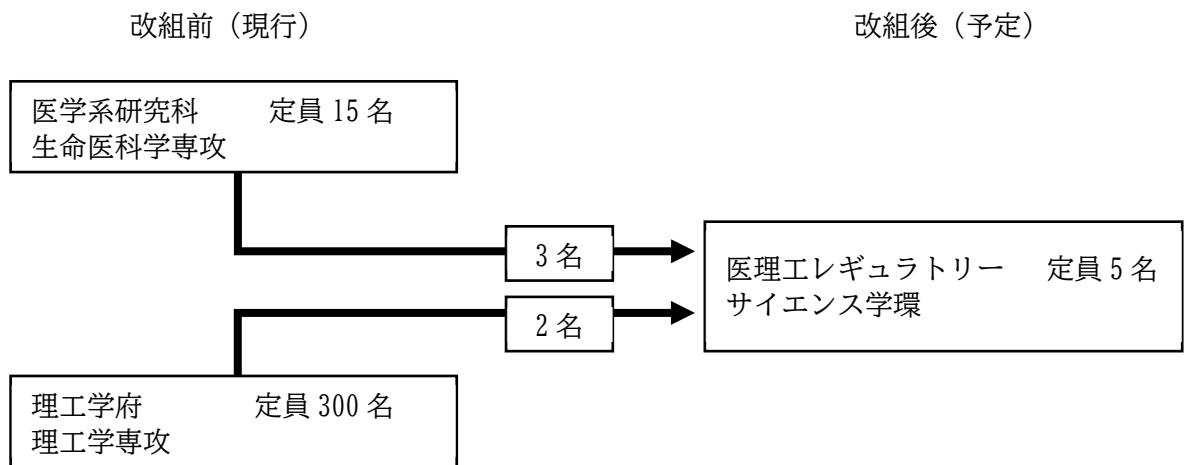 改組前（現行）
改組後（予定）
医学系研究科 定員 15 名
生命医科学専攻
3 名
医理工レギュラトリー 定員 5 名
サイエンス学環
2 名
理工学府 定員 300 名
理工学専攻